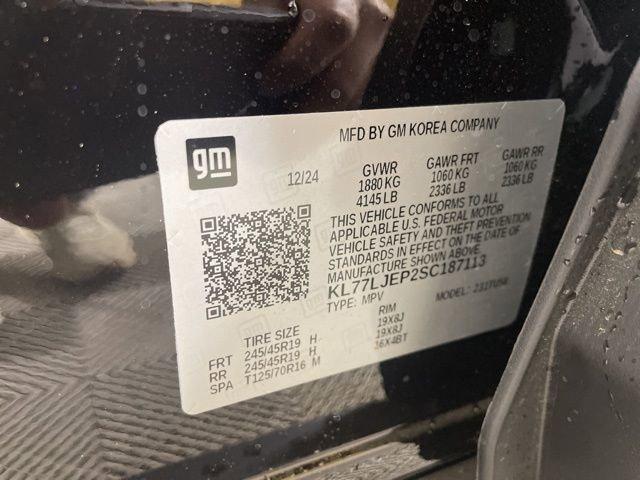 MFD BY GM KOREA COMPANY
gm
12/24
GVWR GAWR FRT GAWR RR
1880 KG 1060 KG 1060 KG
4145 LB 2336 LB 2336 LB
THIS VEHICLE CONFORMS TO ALL
APPLICABLE U.S. FEDERAL MOTOR
VEHICLE SAFETY AND THEFT PREVENTION
STANDARDS IN EFFECT ON THE DATE OF
MANUFACTURE SHOWN ABOVE
KL77LJEP2SC187113
TYPE: MPV MODEL:
TIRE SIZE RIM
FRT 245/45R19 H 19X8J
RR 245/45R19 H 19X8J
SPA T125/70R16 M 16X4BT